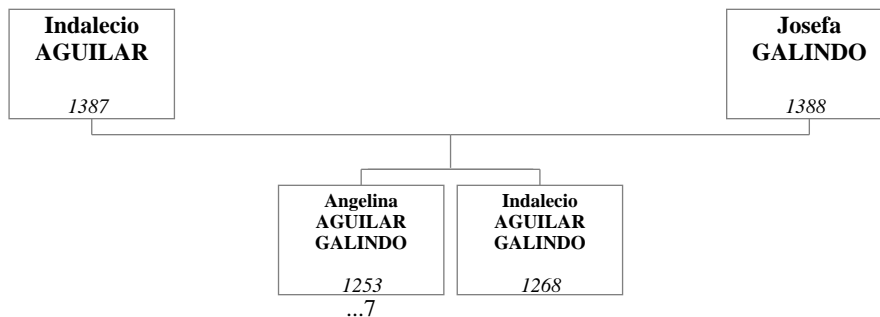 Indalecio
AGUILAR
1387
Josefa
GALINDO
1388
Angelina
AGUILAR
GALINDO
1253
...7
Indalecio
AGUILAR
GALINDO
1268